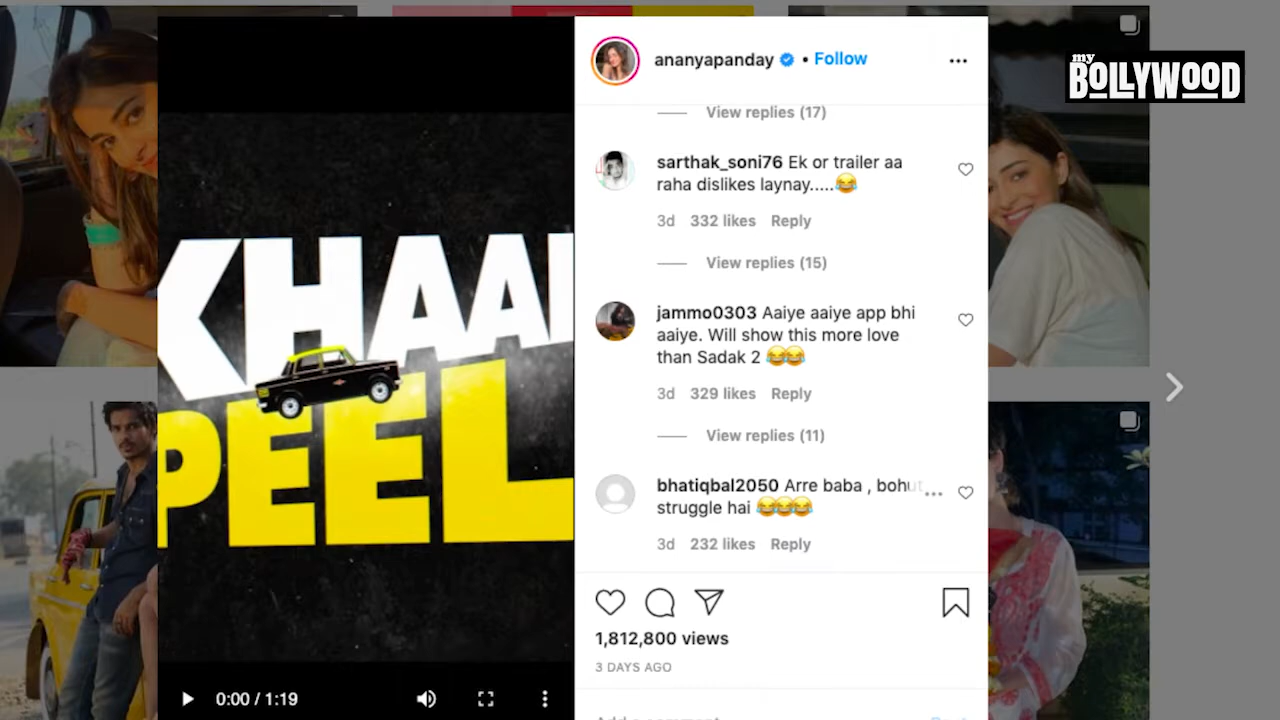 my
BOLLYWOOD
ananyapanday • Follow
View replies (17)
sarthak_soni76 Ek or trailer aa
raha dislikes laynay.....😂
3d 332 likes Reply
View replies (15)
jammo0303 Aaiye aaiye app bhi
aaiye. Will show this more love
than Sadak 2 😂😂
3d 329 likes Reply
View replies (11)
bhatiqbal2050 Arre baba , bohut
struggle hai 😂😂😂
3d 232 likes Reply
1,812,800 views
3 DAYS AGO
KHAAL
PEEL
0:00 / 1:19